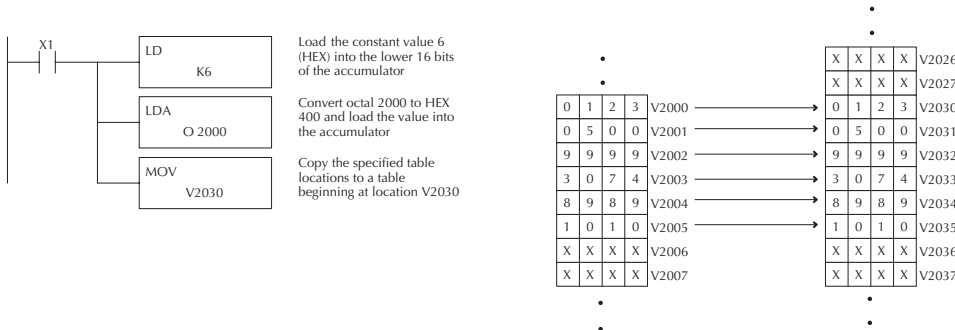 X1
LD
K6
Load the constant value 6
(HEX) into the lower 16 bits
of the accumulator
LDA
O 2000
Convert octal 2000 to HEX
400 and load the value into
the accumulator
MOV
V2030
Copy the specified table
locations to a table
beginning at location V2030
0 1 2 3 V2000
0 5 0 0 V2001
9 9 9 9 V2002
3 0 7 4 V2003
8 9 8 9 V2004
1 0 1 0 V2005
X X X X V2006
X X X X V2007
X X X X V2026
X X X X V2027
0 1 2 3 V2030
0 5 0 0 V2031
9 9 9 9 V2032
3 0 7 4 V2033
8 9 8 9 V2034
1 0 1 0 V2035
X X X X V2036
X X X X V2037